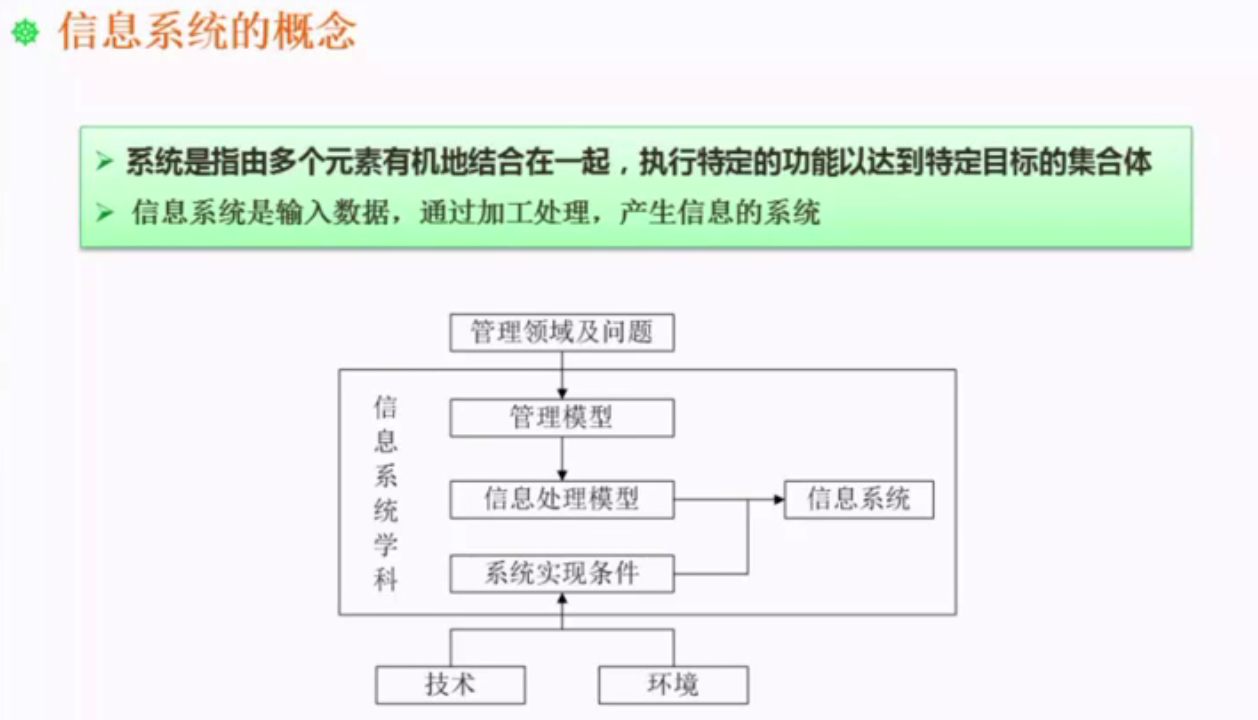 信息系统的概念
系统是指由多个元素有机地结合在一起，执行特定的功能以达到特定目标的集合体
信息系统是输入数据，通过加工处理，产生信息的系统
管理领域及问题
信息系统学科
管理模型
信息处理模型
信息系统
系统实现条件
技术
环境